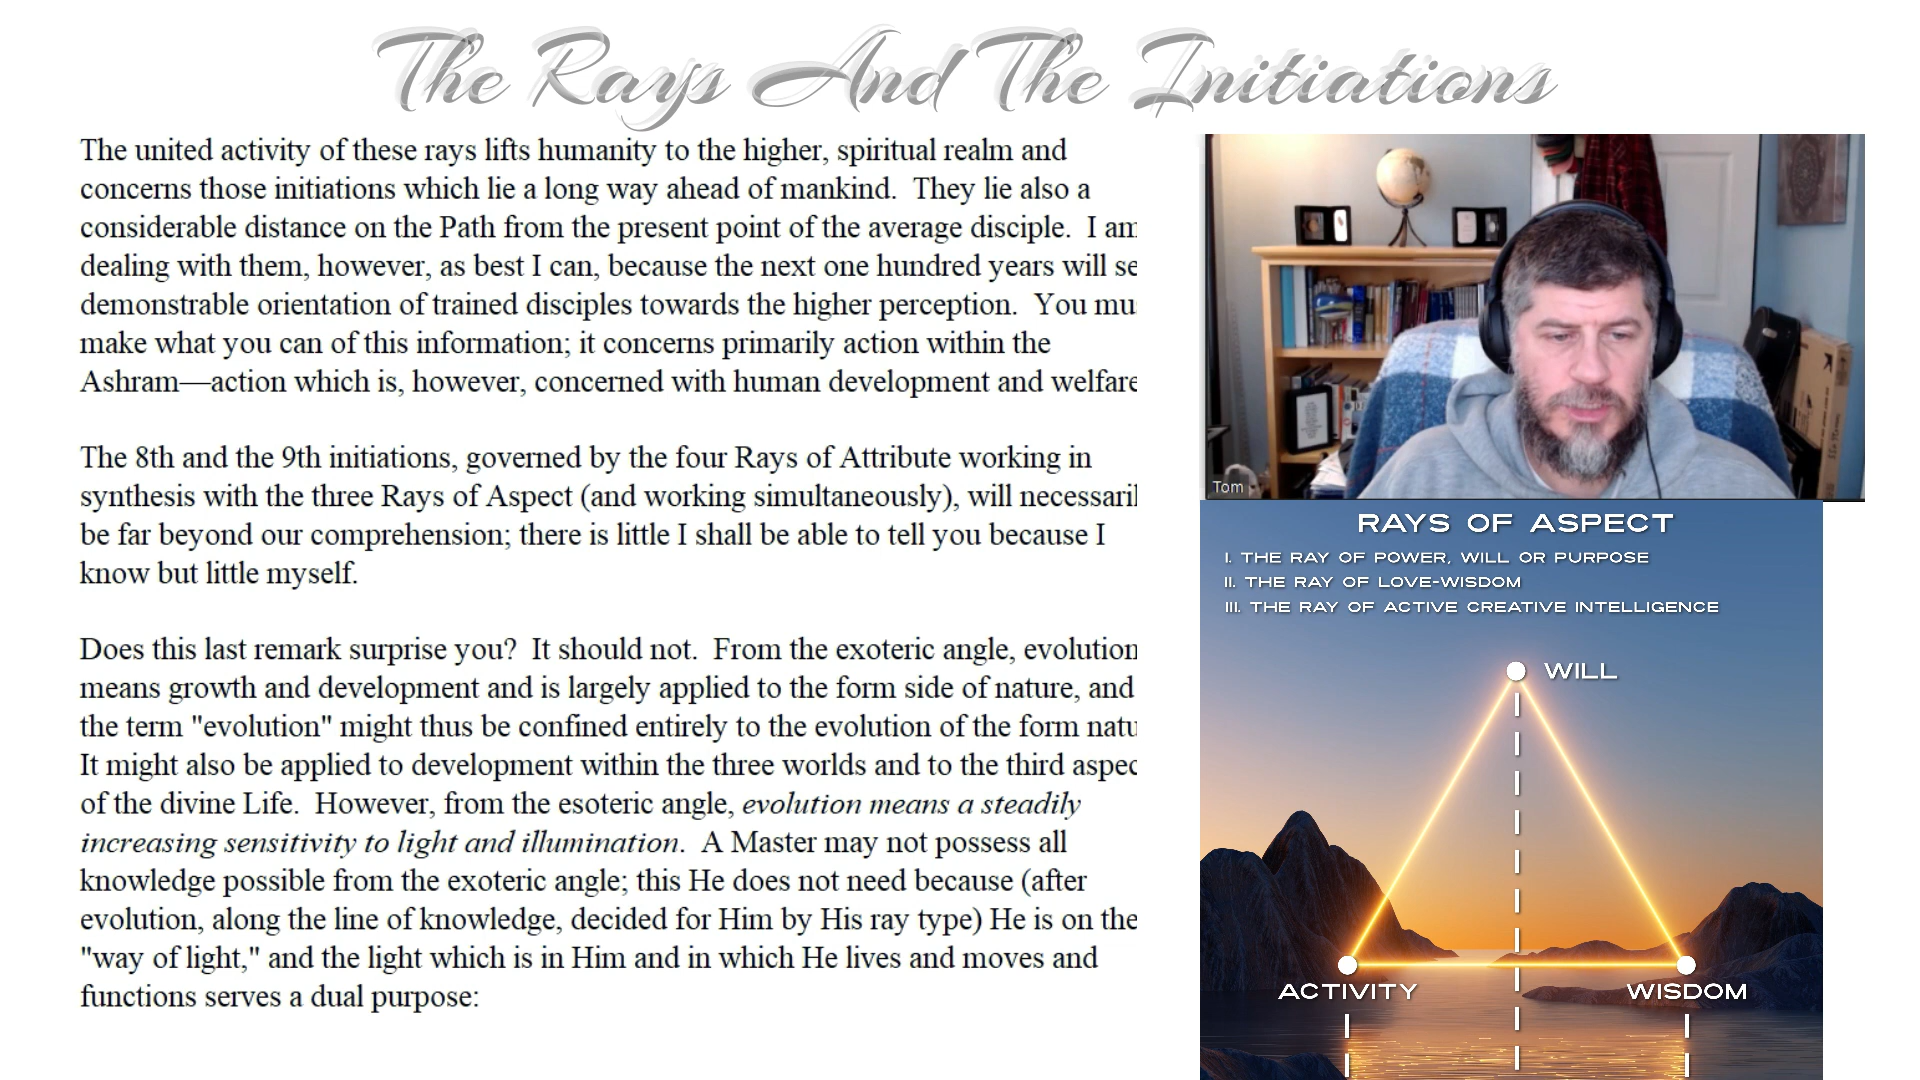 The Rays And The Initiations
The united activity of these rays lifts humanity to the higher, spiritual realm and
concerns those initiations which lie a long way ahead of mankind.  They lie also a
considerable distance on the Path from the present point of the average disciple.  I am
dealing with them, however, as best I can, because the next one hundred years will se
demonstrable orientation of trained disciples towards the higher perception.  You mu
make what you can of this information; it concerns primarily action within the
Ashram—action which is, however, concerned with human development and welfare
The 8th and the 9th initiations, governed by the four Rays of Attribute working in
synthesis with the three Rays of Aspect (and working simultaneously), will necessaril
be far beyond our comprehension; there is little I shall be able to tell you because I
know but little myself.
Does this last remark surprise you?  It should not.  From the exoteric angle, evolution
means growth and development and is largely applied to the form side of nature, and
the term "evolution" might thus be confined entirely to the evolution of the form natu
It might also be applied to development within the three worlds and to the third aspec
of the divine Life.  However, from the esoteric angle, evolution means a steadily
increasing sensitivity to light and illumination.  A Master may not possess all
knowledge possible from the exoteric angle; this He does not need because (after
evolution, along the line of knowledge, decided for Him by His ray type) He is on the
"way of light," and the light which is in Him and in which He lives and moves and
functions serves a dual purpose:
Tom
RAYS OF ASPECT
I. THE RAY OF POWER, WILL OR PURPOSE
II. THE RAY OF LOVE-WISDOM
III. THE RAY OF ACTIVE CREATIVE INTELLIGENCE
WILL
ACTIVITY
WISDOM